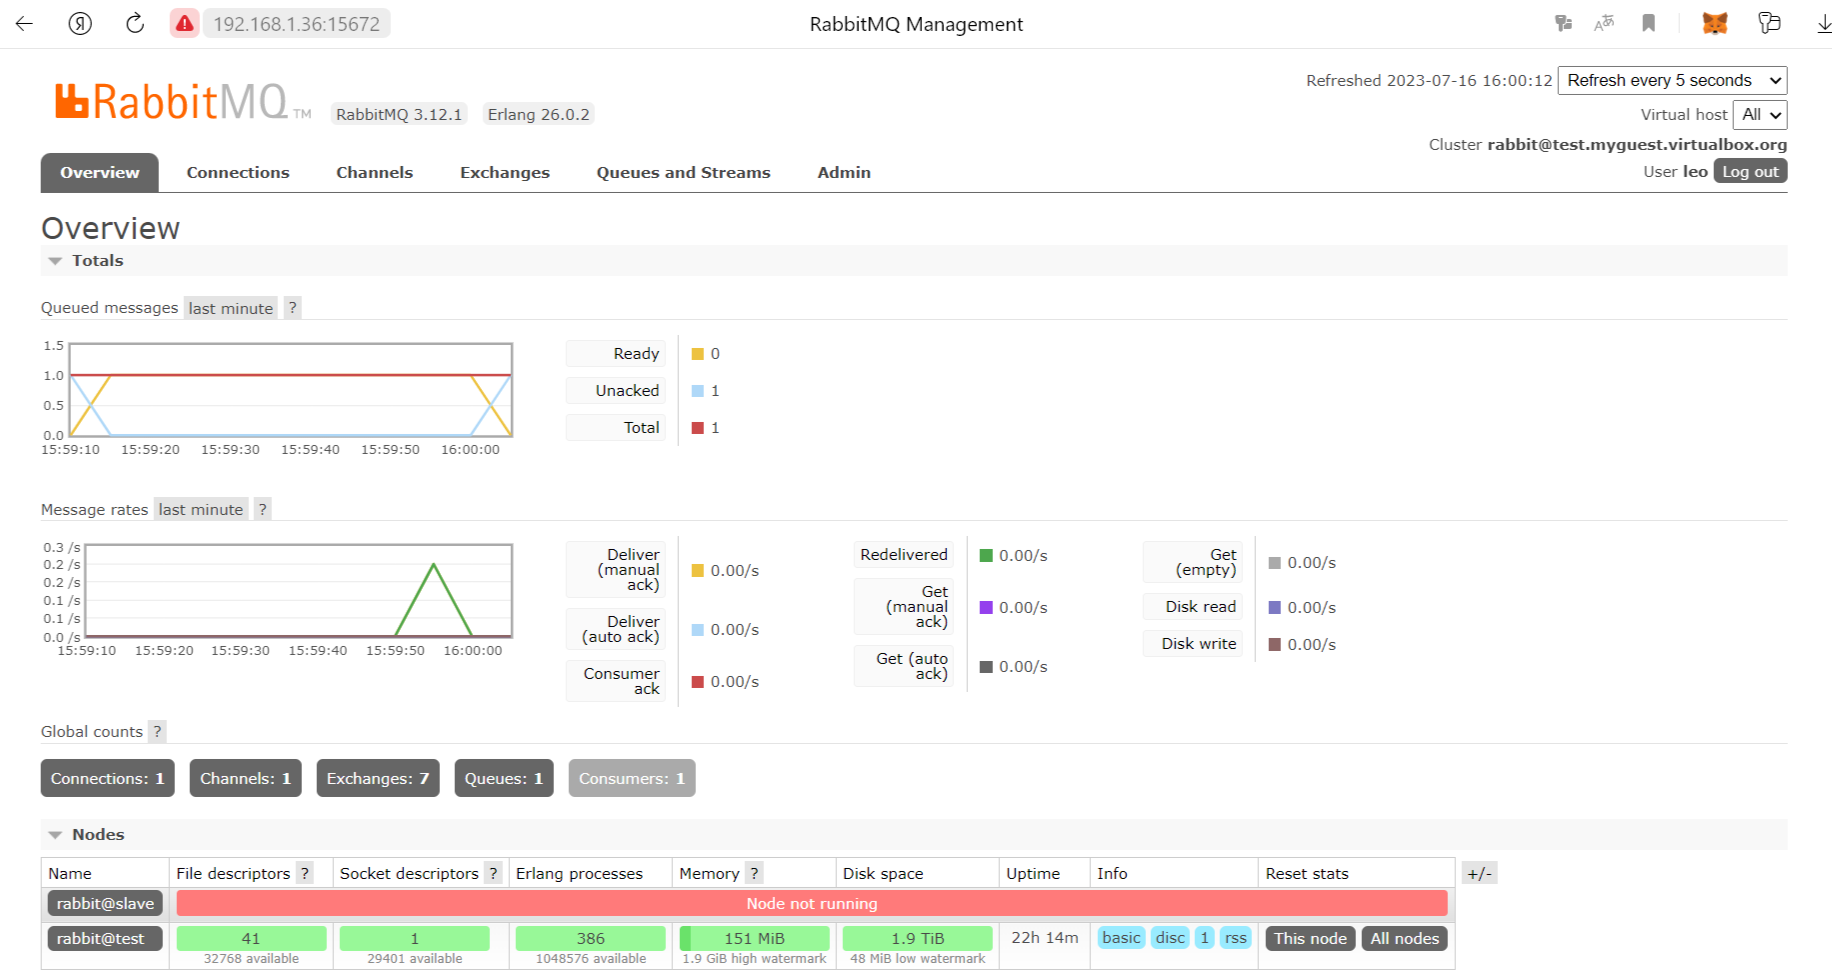 192.168.1.36:15672
RabbitMQ Management
RabbitMQ TM
RabbitMQ 3.12.1
Erlang 26.0.2
Refreshed 2023-07-16 16:00:12
Refresh every 5 seconds
Virtual host
All
Cluster rabbit@test.myguest.virtualbox.org
User leo
Log out
Overview
Connections
Channels
Exchanges
Queues and Streams
Admin
Overview
Totals
Queued messages last minute ?
1.5
1.0
0.5
0.0
15:59:10 15:59:20 15:59:30 15:59:40 15:59:50 16:00:00
Ready 0
Unacked 1
Total 1
Message rates last minute ?
0.3 /s
0.2 /s
0.2 /s
0.1 /s
0.1 /s
0.0 /s
15:59:10 15:59:20 15:59:30 15:59:40 15:59:50 16:00:00
Deliver
(manual
ack)
0.00/s
Deliver
(auto ack)
0.00/s
Consumer
ack
0.00/s
Redelivered
0.00/s
Get
(manual
ack)
0.00/s
Get (auto
ack)
0.00/s
Get
(empty)
0.00/s
Disk read
0.00/s
Disk write
0.00/s
Global counts ?
Connections: 1
Channels: 1
Exchanges: 7
Queues: 1
Consumers: 1
Nodes
Name File descriptors ? Socket descriptors ? Erlang processes Memory ? Disk space Uptime Info Reset stats +/-
rabbit@slave Node not running
rabbit@test 41 1 386 151 MiB 1.9 TiB 22h 14m basic disc 1 rss This node All nodes
32768 available 29401 available 1048576 available 1.9 GiB high watermark 48 MiB low watermark